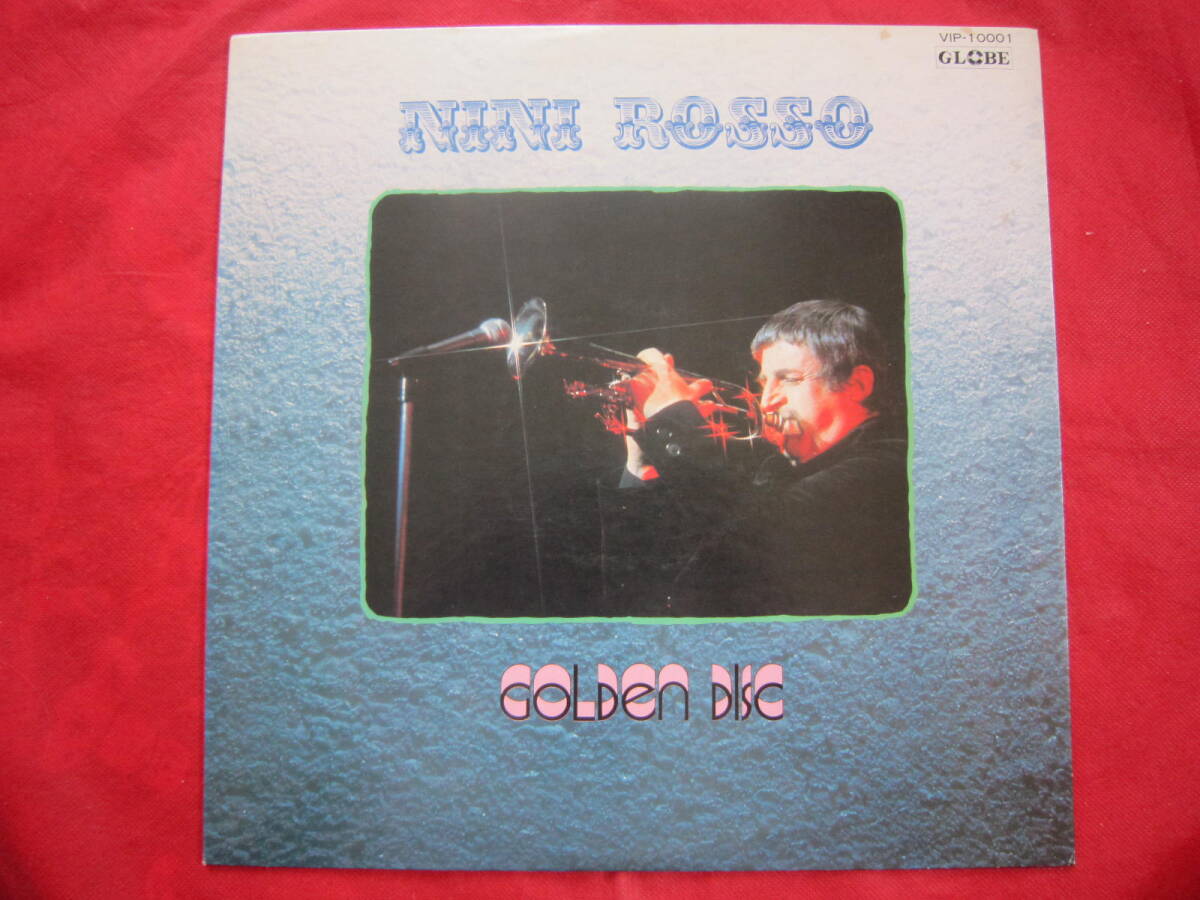 VIP-10001
GLOBE
NINI ROSSO
GOLDEN DISC